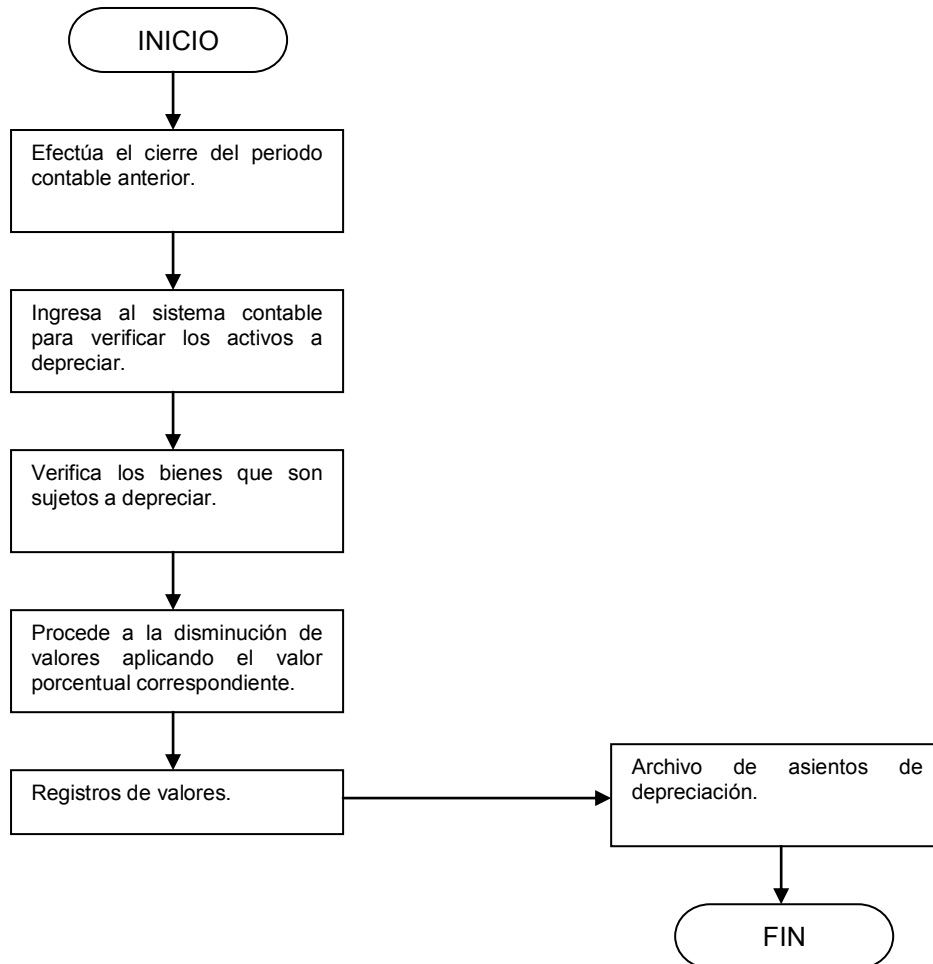 INICIO
Efectúa el cierre del periodo
contable anterior.
Ingresa al sistema contable
para verificar los activos a
depreciar.
Verifica los bienes que son
sujetos a depreciar.
Procede a la disminución de
valores aplicando el valor
porcentual correspondiente.
Registros de valores.
Archivo de asientos de
depreciación.
FIN